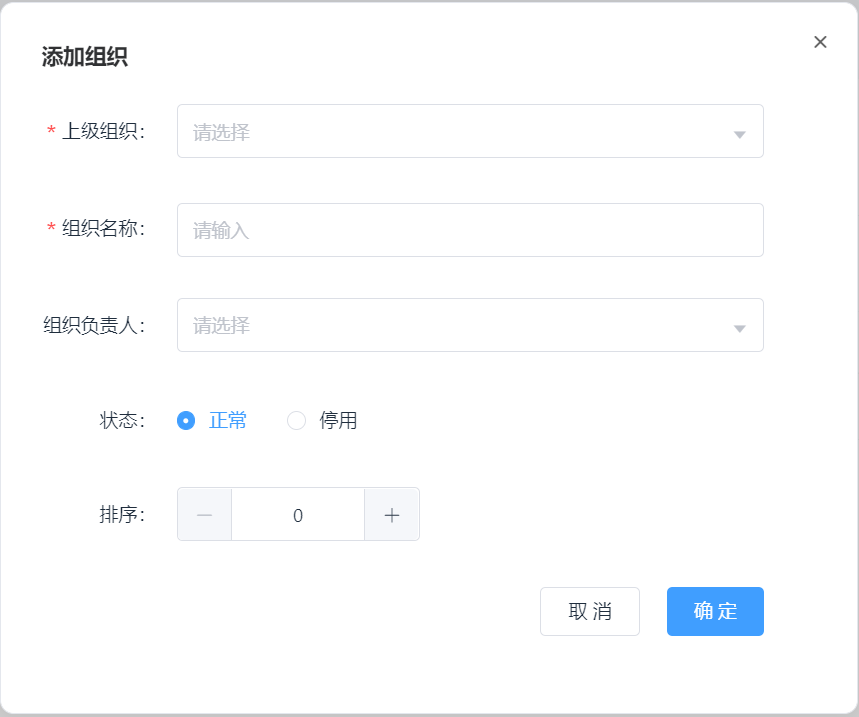 添加组织
* 上级组织： 请选择
* 组织名称： 请输入
组织负责人： 请选择
状态： 正常 停用
排序： 0
取 消 确 定